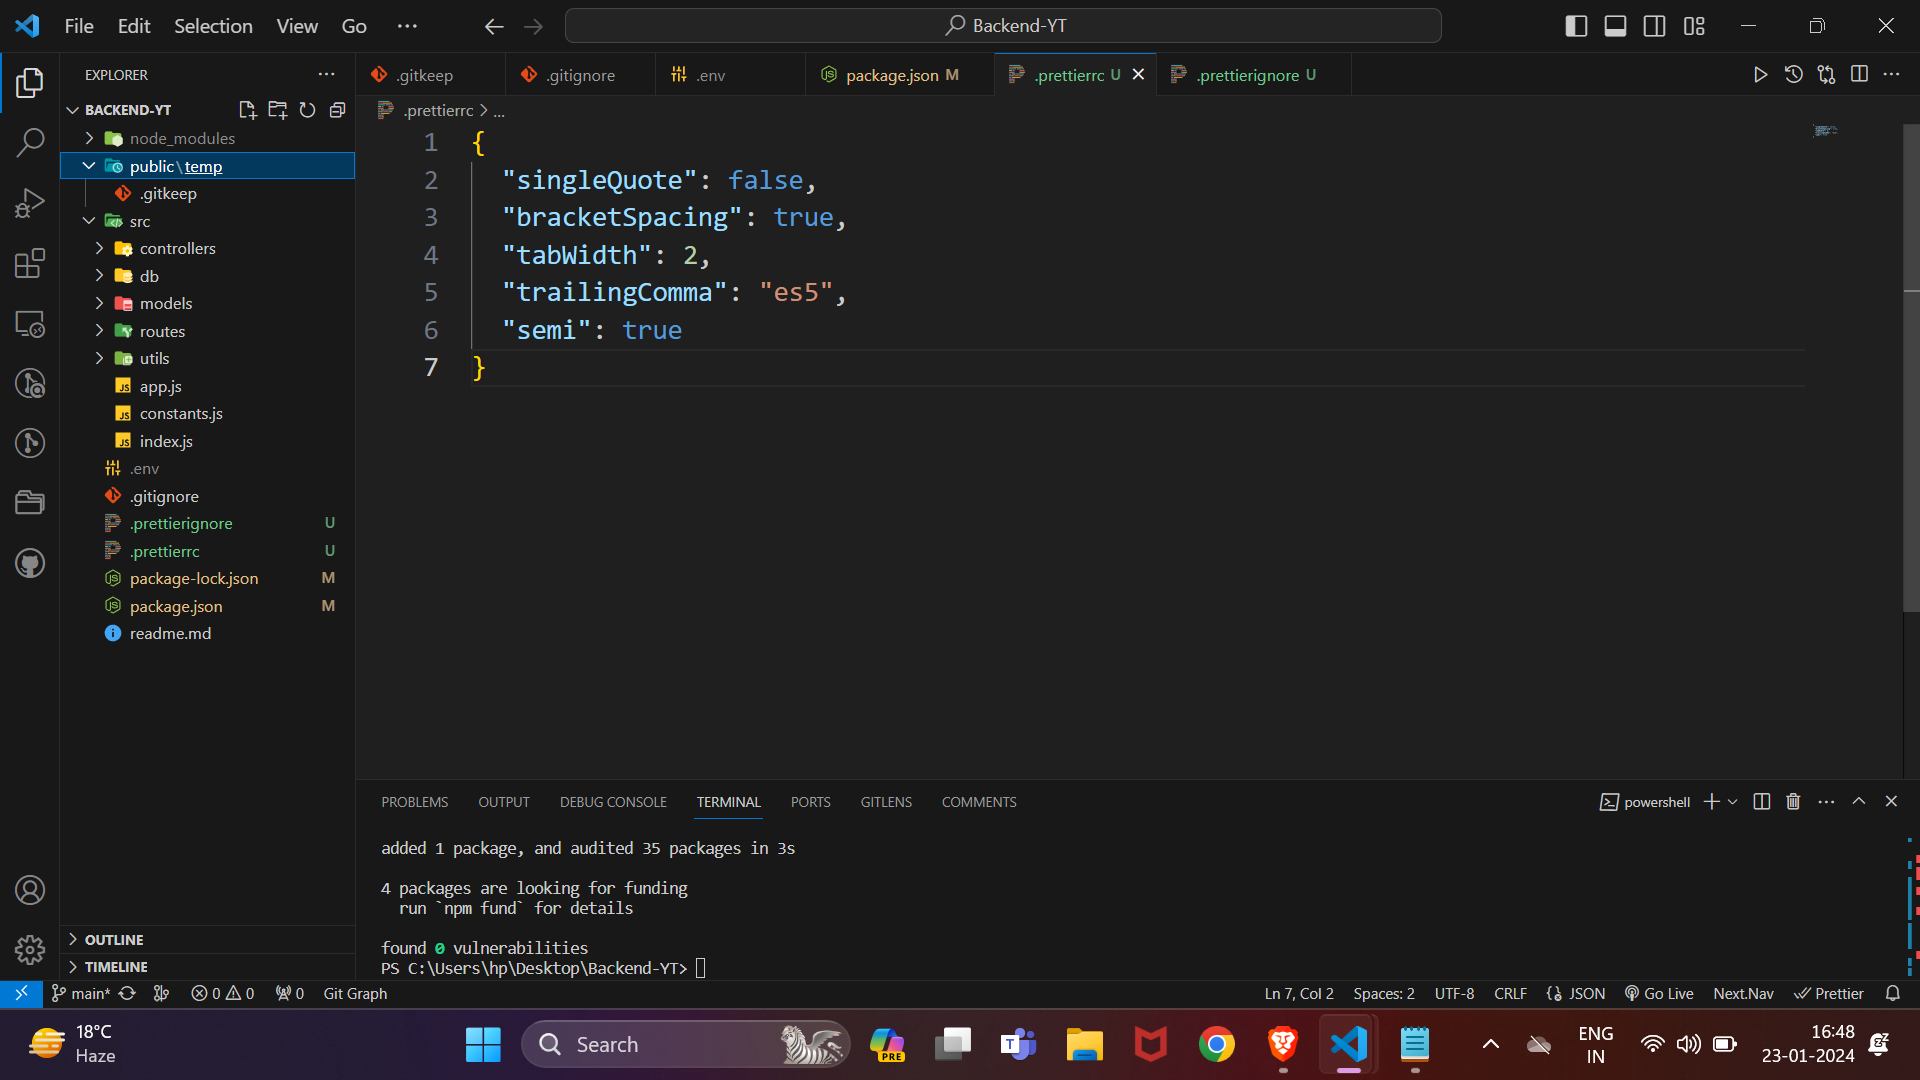 File Edit Selection View Go ··· Backend-YT
EXPLORER ···
BACKEND-YT
node_modules
public\temp
.gitkeep
src
controllers
db
models
routes
utils
app.js
constants.js
index.js
.env
.gitignore
.prettierignore U
.prettierrc U
package-lock.json M
package.json M
readme.md
OUTLINE
TIMELINE
.gitkeep .gitignore .env package.json M .prettierrc U .prettierignore U
.prettierrc > ...
1 {
2 "singleQuote": false,
3 "bracketSpacing": true,
4 "tabWidth": 2,
5 "trailingComma": "es5",
6 "semi": true
7 }
PROBLEMS OUTPUT DEBUG CONSOLE TERMINAL PORTS GITLENS COMMENTS powershell
added 1 package, and audited 35 packages in 3s
4 packages are looking for funding
run `npm fund` for details
found 0 vulnerabilities
PS C:\Users\hp\Desktop\Backend-YT>
main* 0 0 0 Git Graph Ln 7, Col 2 Spaces: 2 UTF-8 CRLF JSON Go Live Next.Nav Prettier
18°C
Haze
Search
PRE
ENG
IN
16:48
23-01-2024